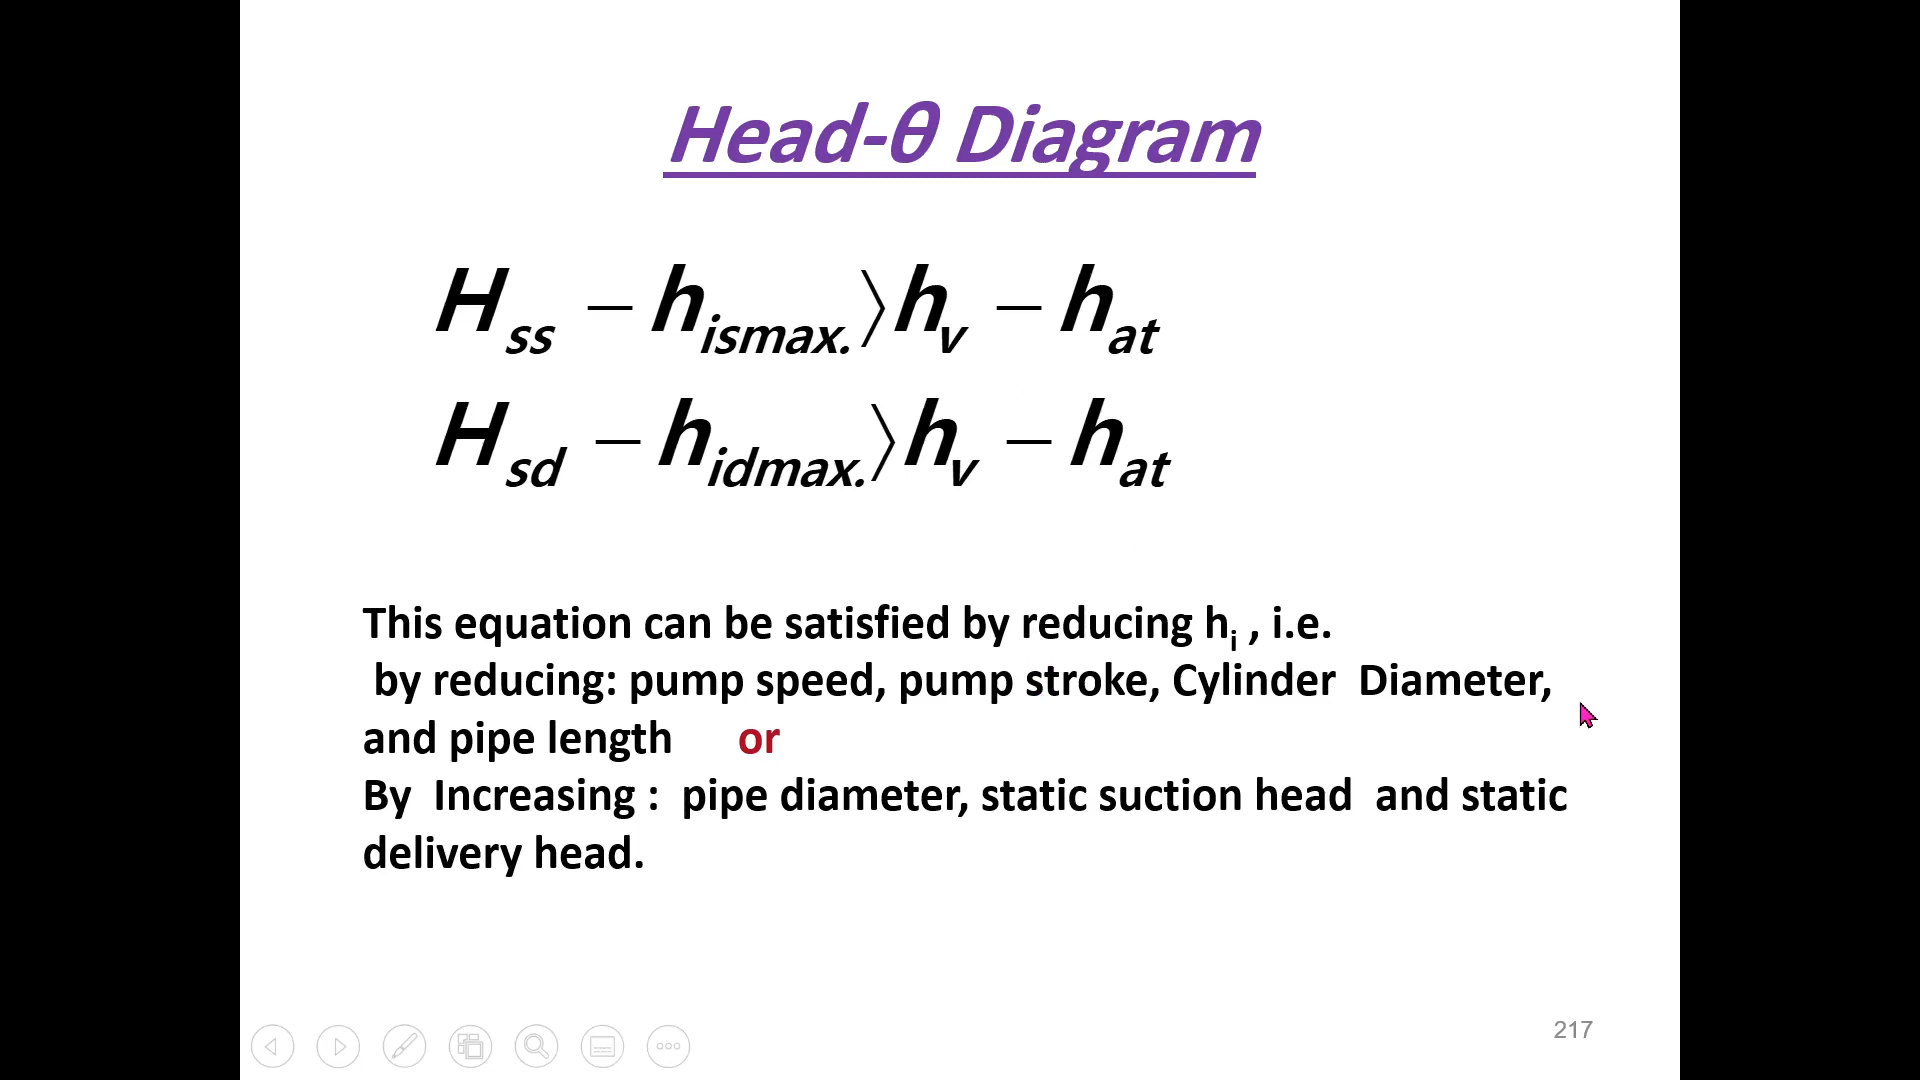 Head-θ Diagram
H_ss − h_ismax. 〉h_v − h_at
H_sd − h_idmax. 〉h_v − h_at
This equation can be satisfied by reducing h_i , i.e.
by reducing: pump speed, pump stroke, Cylinder Diameter,
and pipe length or
By Increasing : pipe diameter, static suction head and static
delivery head.
217